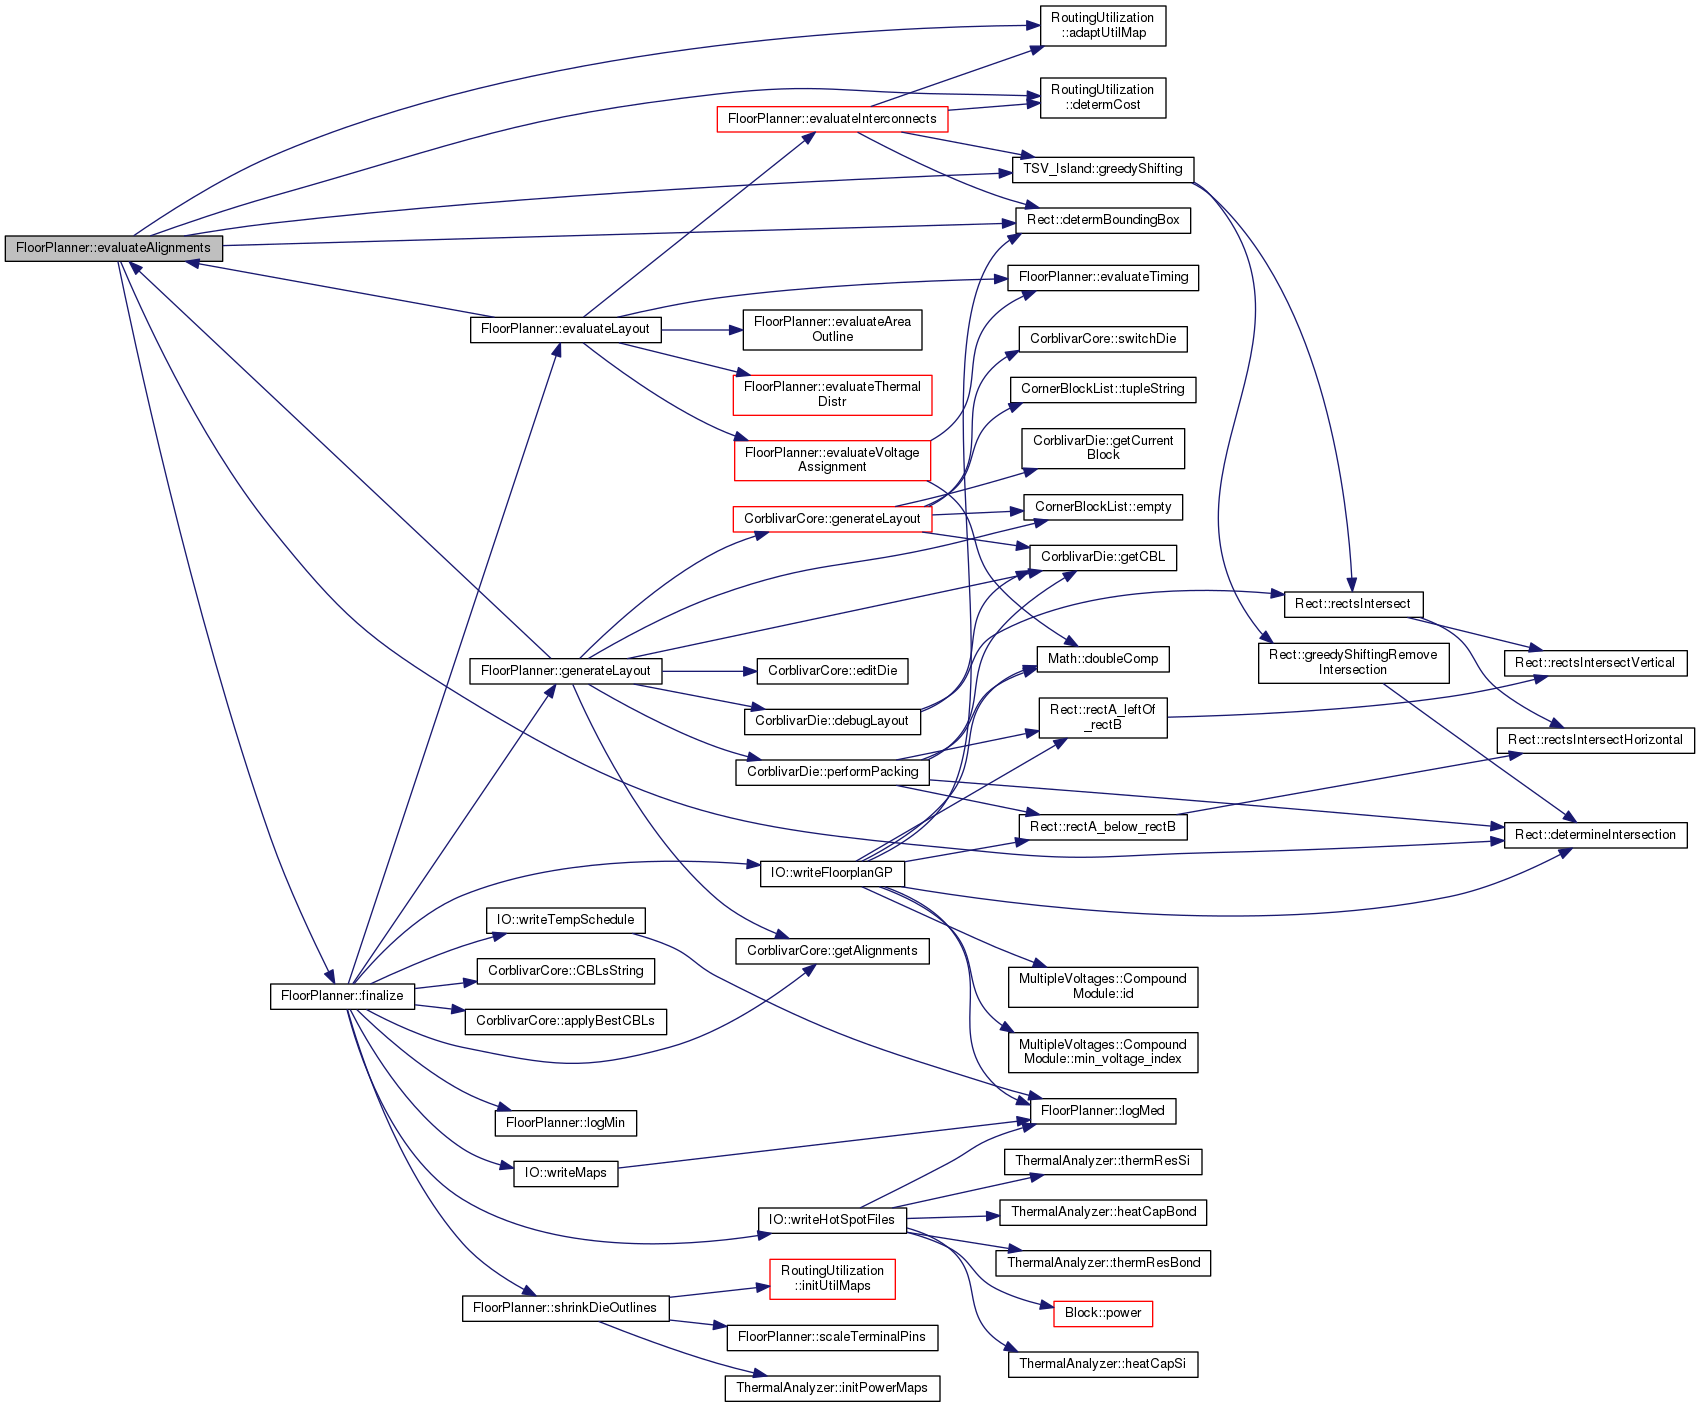 RoutingUtilization
::adaptUtilMap
RoutingUtilization
::determCost
FloorPlanner::evaluateInterconnects
TSV_Island::greedyShifting
Rect::determBoundingBox
FloorPlanner::evaluateAlignments
FloorPlanner::evaluateTiming
FloorPlanner::evaluateLayout
FloorPlanner::evaluateArea
Outline
CorblivarCore::switchDie
FloorPlanner::evaluateThermal
Distr
CornerBlockList::tupleString
FloorPlanner::evaluateVoltage
Assignment
CorblivarDie::getCurrent
Block
CorblivarCore::generateLayout
CornerBlockList::empty
CorblivarDie::getCBL
Rect::rectsIntersect
FloorPlanner::generateLayout
CorblivarCore::editDie
Math::doubleComp
Rect::greedyShiftingRemove
Intersection
Rect::rectsIntersectVertical
CorblivarDie::debugLayout
Rect::rectA_leftOf
_rectB
Rect::rectsIntersectHorizontal
CorblivarDie::performPacking
Rect::rectA_below_rectB
Rect::determineIntersection
IO::writeFloorplanGP
IO::writeTempSchedule
CorblivarCore::getAlignments
CorblivarCore::CBLsString
MultipleVoltages::Compound
Module::id
FloorPlanner::finalize
CorblivarCore::applyBestCBLs
MultipleVoltages::Compound
Module::min_voltage_index
FloorPlanner::logMin
FloorPlanner::logMed
IO::writeMaps
ThermalAnalyzer::thermResSi
IO::writeHotSpotFiles
ThermalAnalyzer::heatCapBond
ThermalAnalyzer::thermResBond
RoutingUtilization
::initUtilMaps
FloorPlanner::shrinkDieOutlines
Block::power
FloorPlanner::scaleTerminalPins
ThermalAnalyzer::heatCapSi
ThermalAnalyzer::initPowerMaps